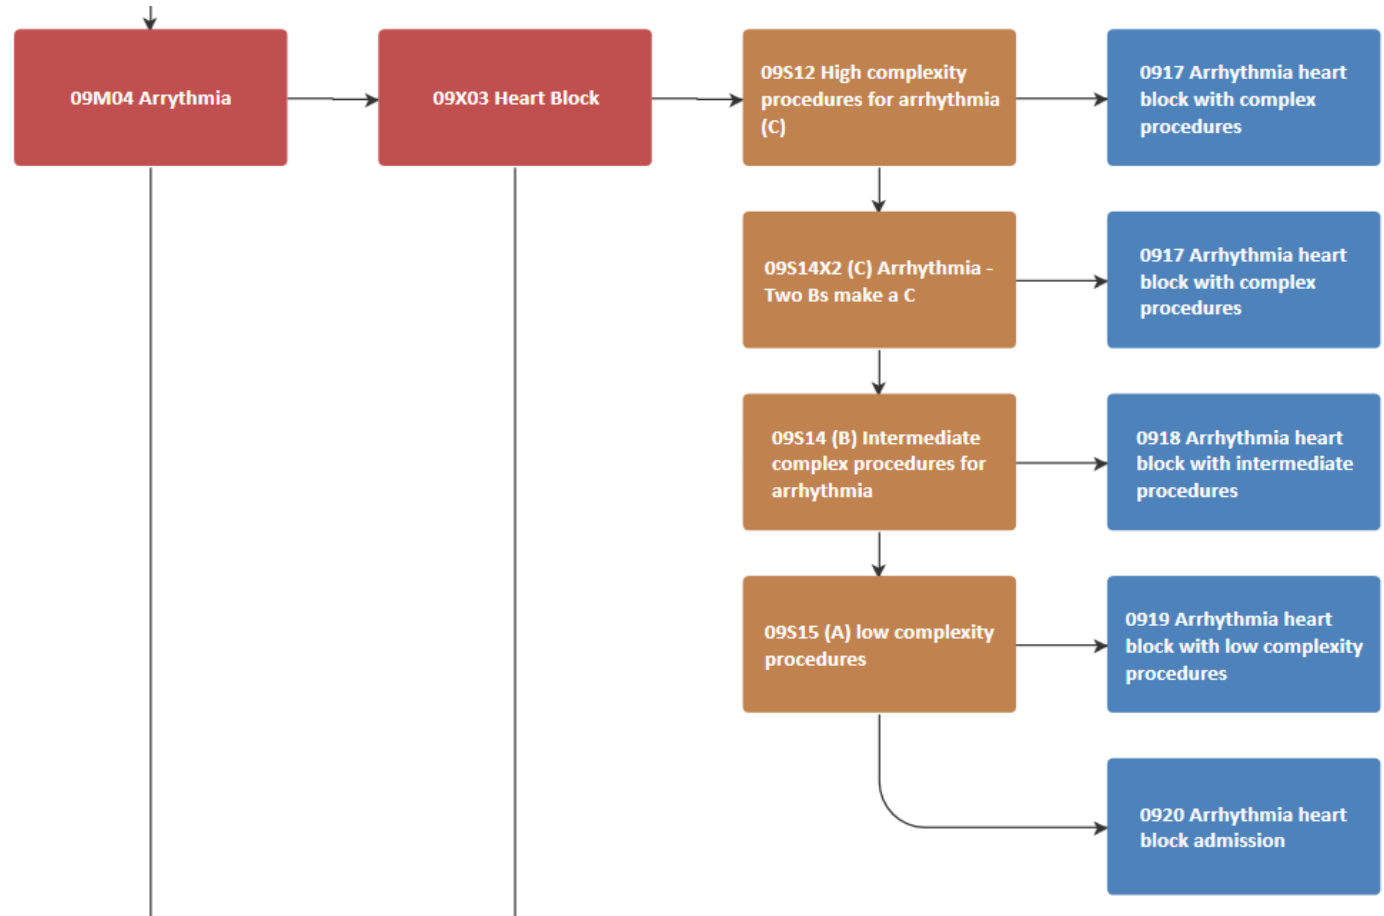 09M04 Arrythmia
09X03 Heart Block
09S12 High complexity
procedures for arrhythmia
(C)
0917 Arrhythmia heart
block with complex
procedures
09S14X2 (C) Arrhythmia -
Two Bs make a C
0917 Arrhythmia heart
block with complex
procedures
09S14 (B) Intermediate
complex procedures for
arrhythmia
0918 Arrhythmia heart
block with intermediate
procedures
09S15 (A) low complexity
procedures
0919 Arrhythmia heart
block with low complexity
procedures
0920 Arrhythmia heart
block admission